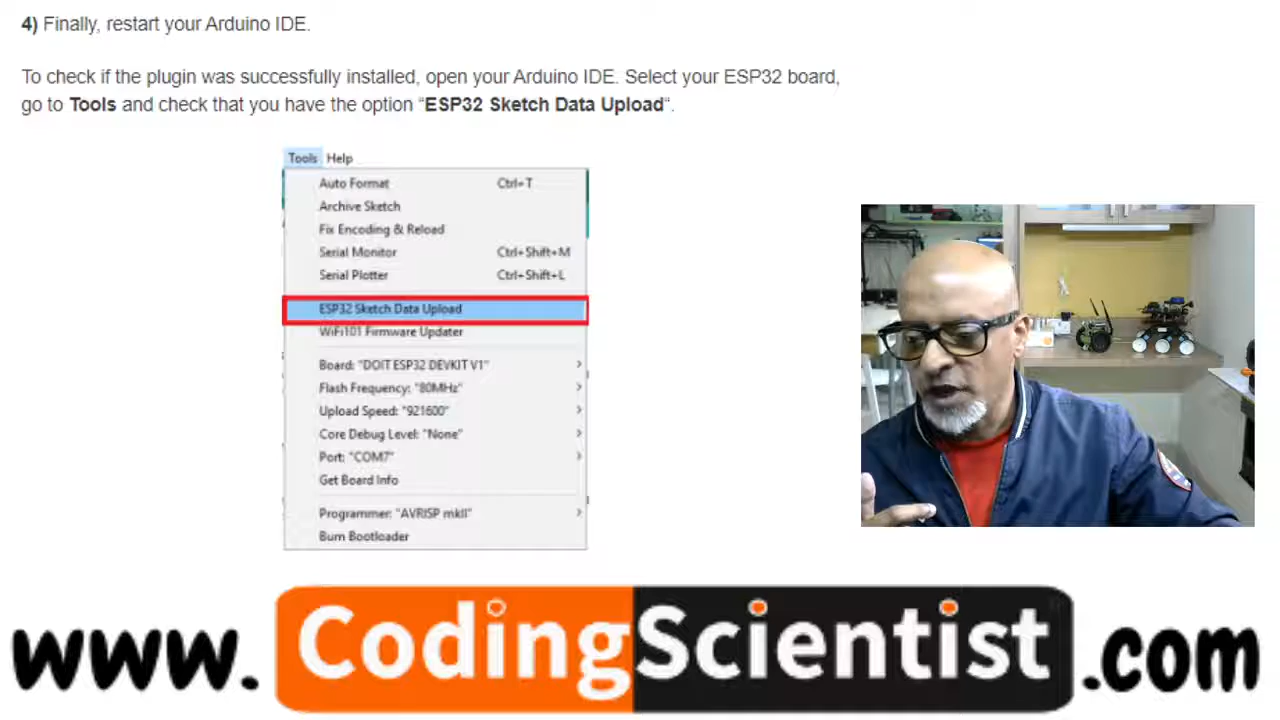 4) Finally, restart your Arduino IDE.
To check if the plugin was successfully installed, open your Arduino IDE. Select your ESP32 board,
go to Tools and check that you have the option “ESP32 Sketch Data Upload“.
Tools Help
Auto Format Ctrl+T
Archive Sketch
Fix Encoding & Reload
Serial Monitor Ctrl+Shift+M
Serial Plotter Ctrl+Shift+L
ESP32 Sketch Data Upload
WiFi101 Firmware Updater
Board: "DOIT ESP32 DEVKIT V1"
Flash Frequency: "80MHz"
Upload Speed: "921600"
Core Debug Level: "None"
Port: "COM7"
Get Board Info
Programmer: "AVRISP mkII"
Burn Bootloader
www.CodingScientist.com